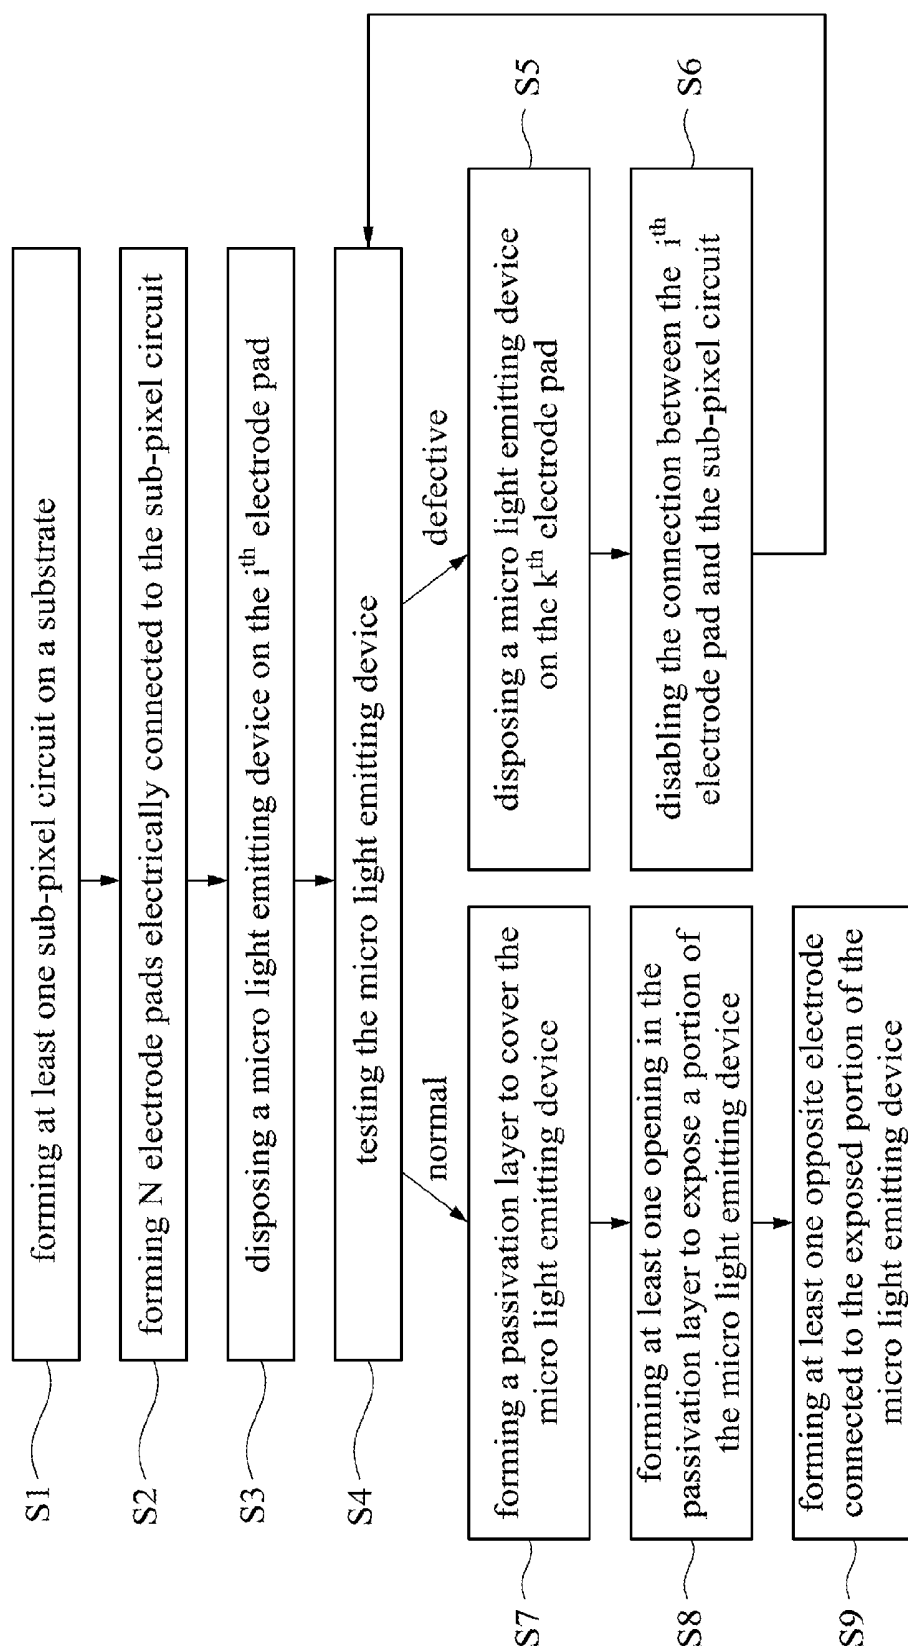 S1
forming at least one sub-pixel circuit on a substrate
S2
forming N electrode pads electrically connected to the sub-pixel circuit
S3
disposing a micro light emitting device on the ith electrode pad
S4
testing the micro light emitting device
normal
defective
S7
forming a passivation layer to cover the
micro light emitting device
disposing a micro light emitting device
on the kth electrode pad
S5
S8
forming at least one opening in the
passivation layer to expose a portion of
the micro light emitting device
disabling the connection between the ith
electrode pad and the sub-pixel circuit
S6
S9
forming at least one opposite electrode
connected to the exposed portion of the
micro light emitting device